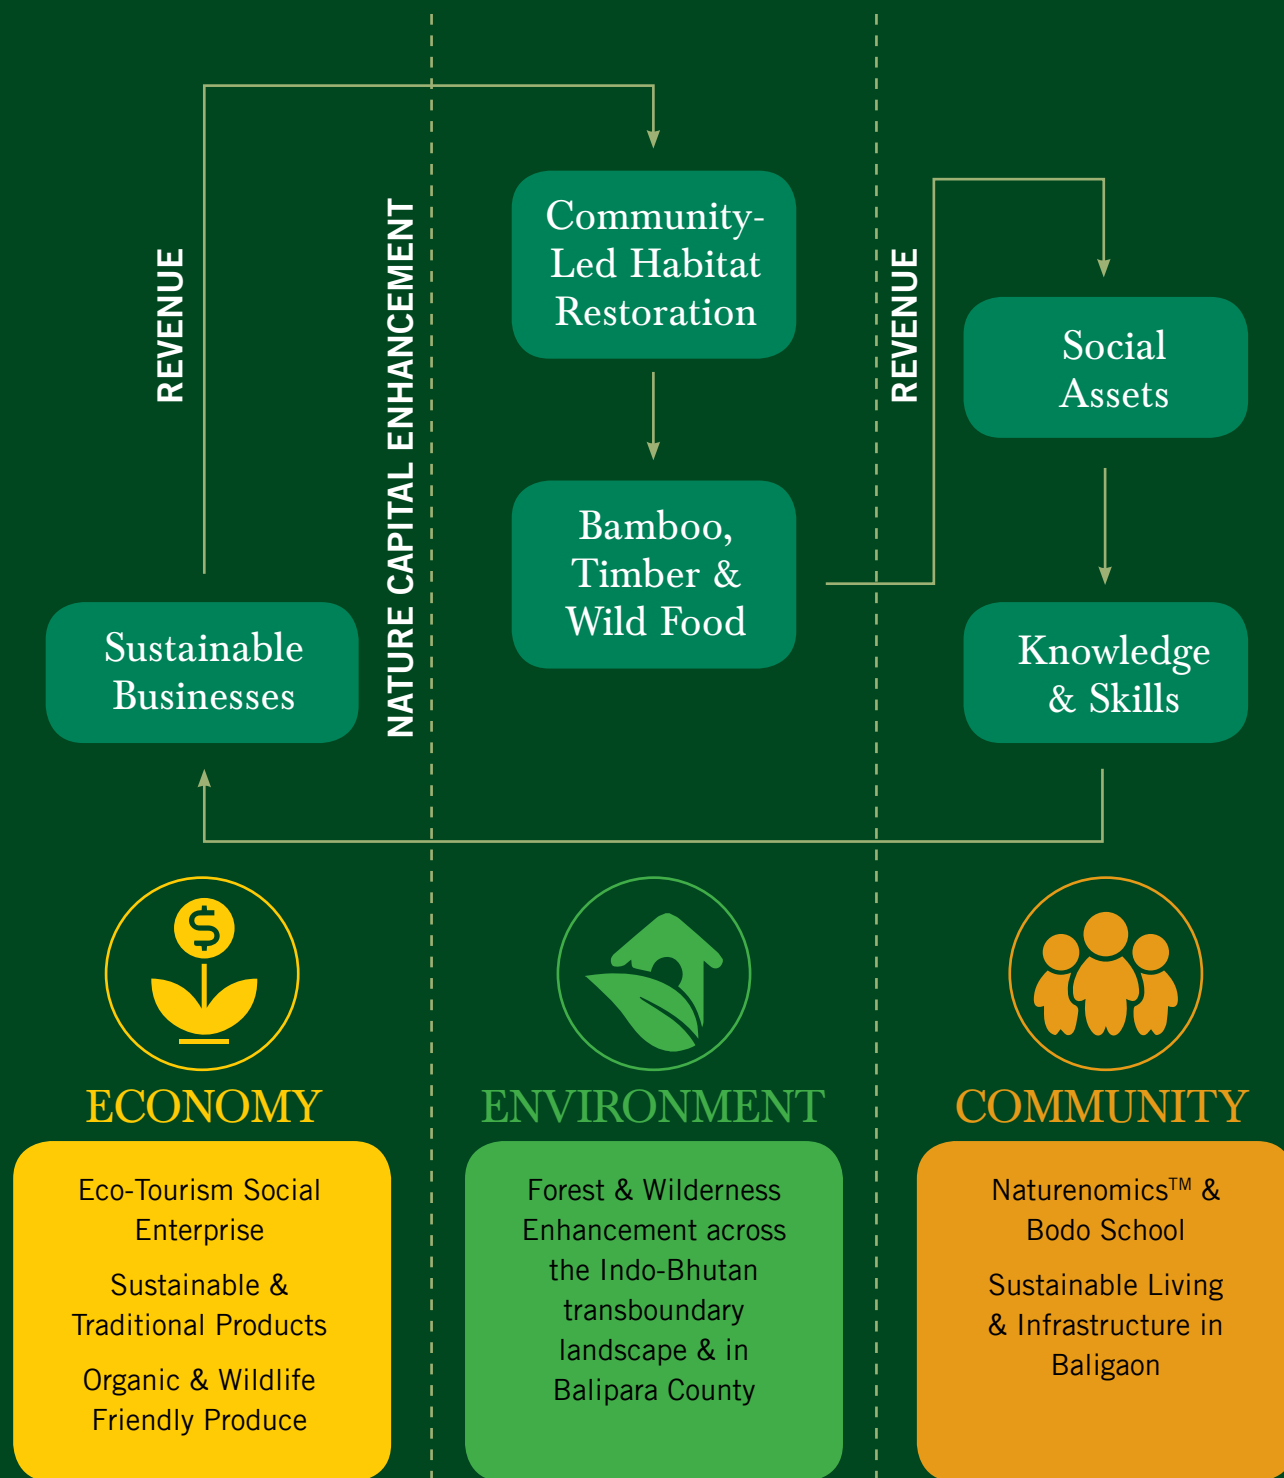 REVENUE
NATURE CAPITAL ENHANCEMENT
Community-
Led Habitat
Restoration
REVENUE
Social
Assets
Bamboo,
Timber &
Wild Food
Sustainable
Businesses
Knowledge
& Skills
$
ECONOMY
Eco-Tourism Social
Enterprise
Sustainable &
Traditional Products
Organic & Wildlife
Friendly Produce
ENVIRONMENT
Forest & Wilderness
Enhancement across
the Indo-Bhutan
transboundary
landscape & in
Balipara County
COMMUNITY
Naturenomics™ &
Bodo School
Sustainable Living
& Infrastructure in
Baligaon